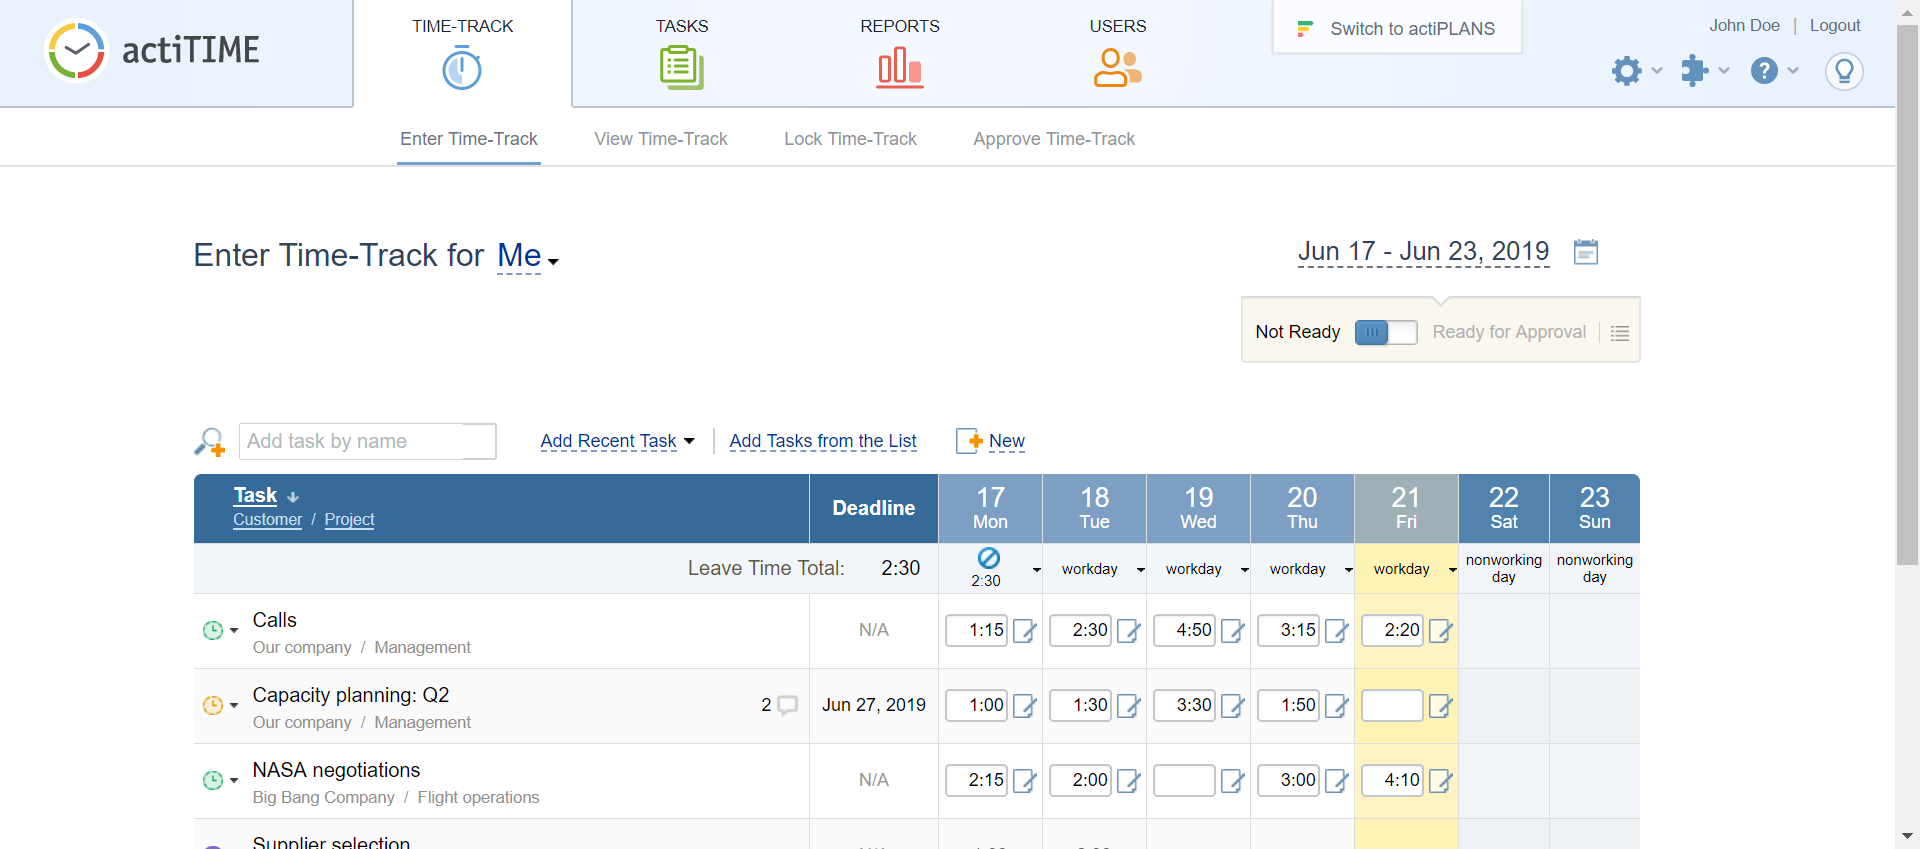 actiTIME
TIME-TRACK
TASKS
REPORTS
USERS
Switch to actiPLANS
John Doe | Logout
Enter Time-Track
View Time-Track
Lock Time-Track
Approve Time-Track
Enter Time-Track for Me
Jun 17 - Jun 23, 2019
Not Ready
Ready for Approval
Add task by name
Add Recent Task
Add Tasks from the List
New
Task
Customer / Project
Deadline
17 Mon
18 Tue
19 Wed
20 Thu
21 Fri
22 Sat
23 Sun
Leave Time Total: 2:30
2:30
workday
workday
workday
workday
nonworking day
nonworking day
Calls
Our company / Management
N/A 1:15 2:30 4:50 3:15 2:20
Capacity planning: Q2
Our company / Management
2 Jun 27, 2019 1:00 1:30 3:30 1:50
NASA negotiations
Big Bang Company / Flight operations
N/A 2:15 2:00 3:00 4:10
Supplier selection